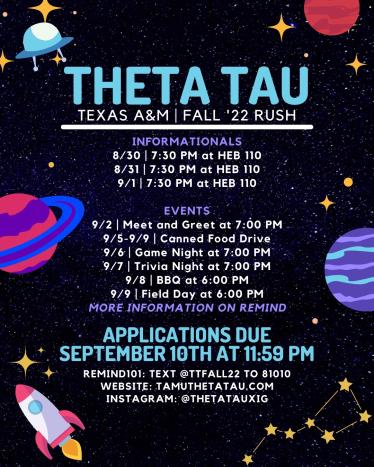 THETA TAU
TEXAS A&M | FALL '22 RUSH
INFORMATIONALS
8/30 | 7:30 PM at HEB 110
8/31 | 7:30 PM at HEB 110
9/1 | 7:30 PM at HEB 110
EVENTS
9/2 | Meet and Greet at 7:00 PM
9/5-9/9 | Canned Food Drive
9/6 | Game Night at 7:00 PM
9/7 | Trivia Night at 7:00 PM
9/8 | BBQ at 6:00 PM
9/9 | Field Day at 6:00 PM
MORE INFORMATION ON REMIND
APPLICATIONS DUE
SEPTEMBER 10TH AT 11:59 PM
REMIND101: TEXT @TTFALL22 TO 81010
WEBSITE: TAMUTHETATAU.COM
INSTAGRAM: @THETATAUXIG